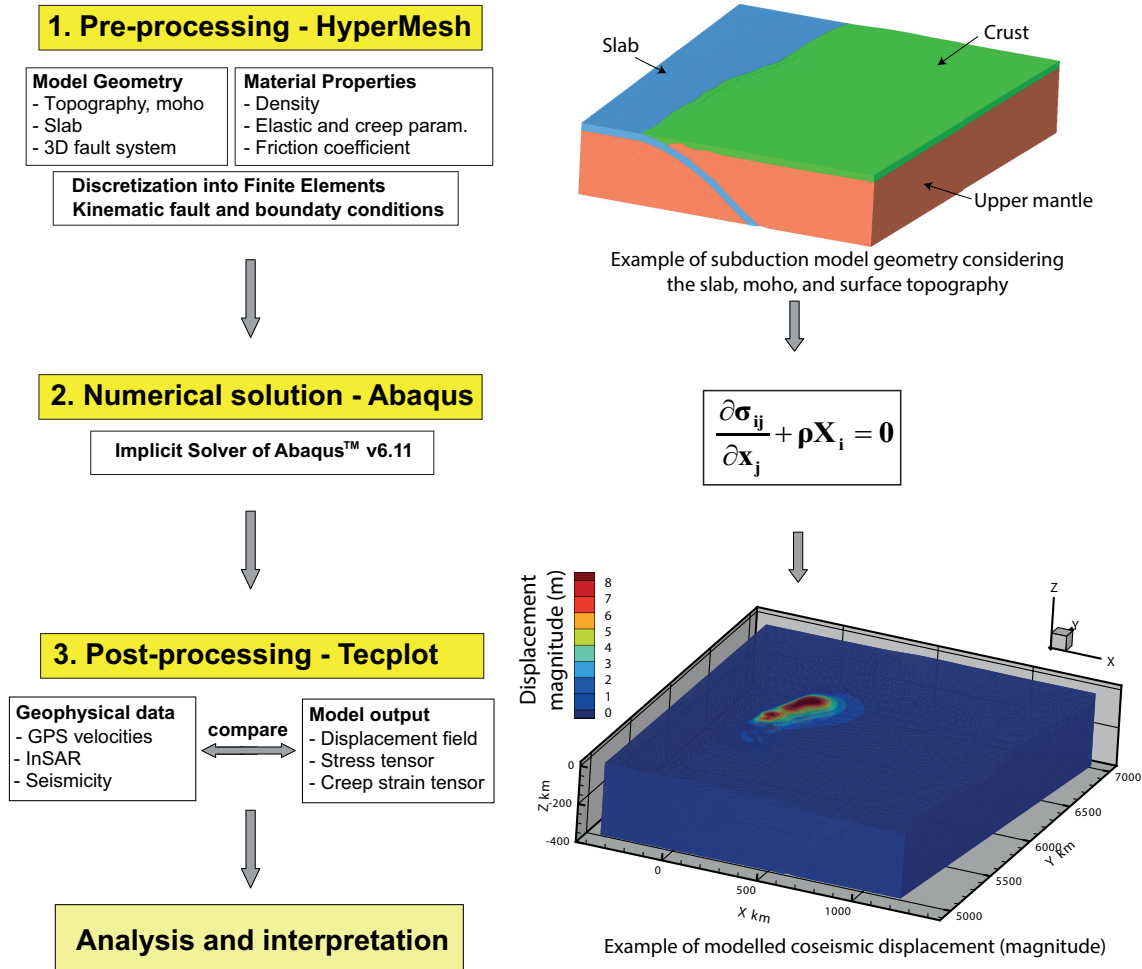 1. Pre-processing - HyperMesh
Model Geometry
- Topography, moho
- Slab
- 3D fault system
Material Properties
- Density
- Elastic and creep param.
- Friction coefficient
Discretization into Finite Elements
Kinematic fault and boundaty conditions
2. Numerical solution - Abaqus
Implicit Solver of Abaqus™ v6.11
3. Post-processing - Tecplot
Geophysical data
- GPS velocities
- InSAR
- Seismicity
compare
Model output
- Displacement field
- Stress tensor
- Creep strain tensor
Analysis and interpretation
Slab
Crust
Upper mantle
Example of subduction model geometry considering
the slab, moho, and surface topography
∂σ_ij/∂x_j + ρX_i = 0
Displacement
magnitude (m)
8
7
6
5
4
3
2
1
0
Z
Y
X
0
-200
-400
Z km
0
500
1000
X km
5000
5500
6000
6500
7000
Y km
Example of modelled coseismic displacement (magnitude)